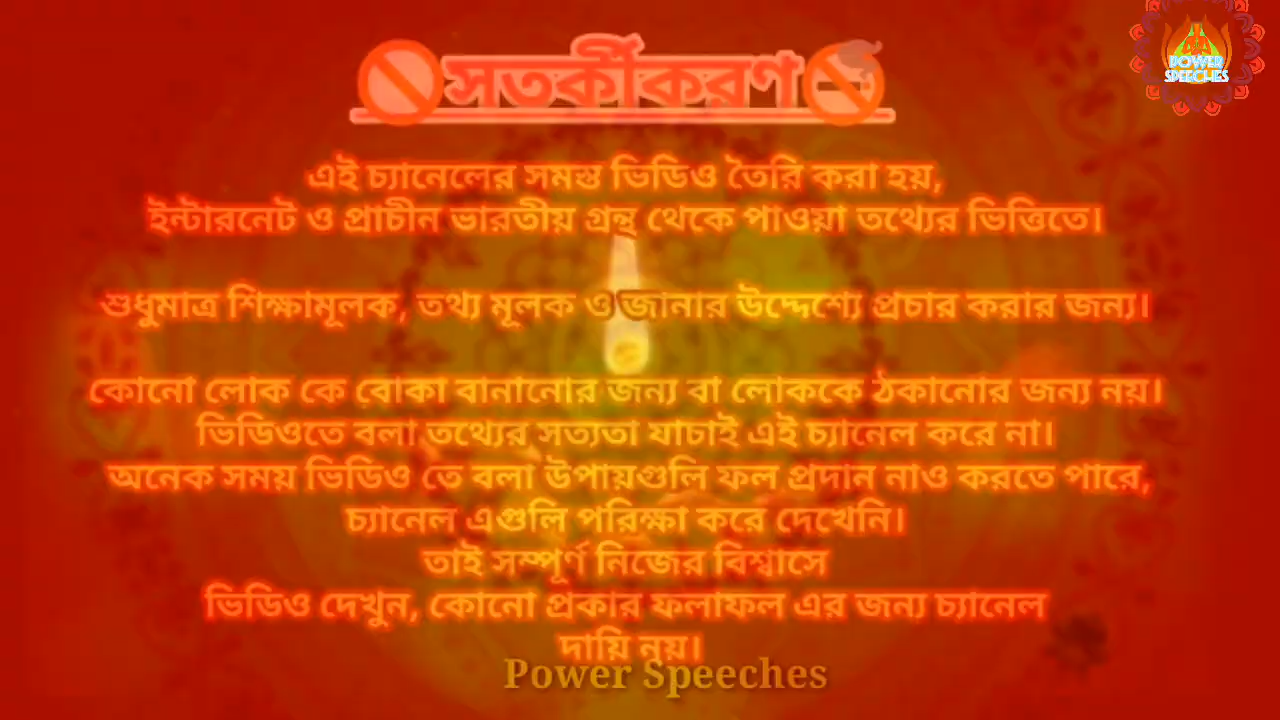 সতর্কীকরণ
POWER
SPEECHES
এই চ্যানেলের সমস্ত ভিডিও তৈরি করা হয়,
ইন্টারনেট ও প্রাচীন ভারতীয় গ্রন্থ থেকে পাওয়া তথ্যের ভিত্তিতে।
শুধুমাত্র শিক্ষামূলক, তথ্য মূলক ও জানার উদ্দেশ্যে প্রচার করার জন্য।
কোনো লোক কে বোকা বানানোর জন্য বা লোককে ঠকানোর জন্য নয়।
ভিডিওতে বলা তথ্যের সত্যতা যাচাই এই চ্যানেল করে না।
অনেক সময় ভিডিও তে বলা উপায়গুলি ফল প্রদান নাও করতে পারে,
চ্যানেল এগুলি পরিক্ষা করে দেখেনি।
তাই সম্পূর্ণ নিজের বিশ্বাসে
ভিডিও দেখুন, কোনো প্রকার ফলাফল এর জন্য চ্যানেল
দায়ি নয়।
Power Speeches